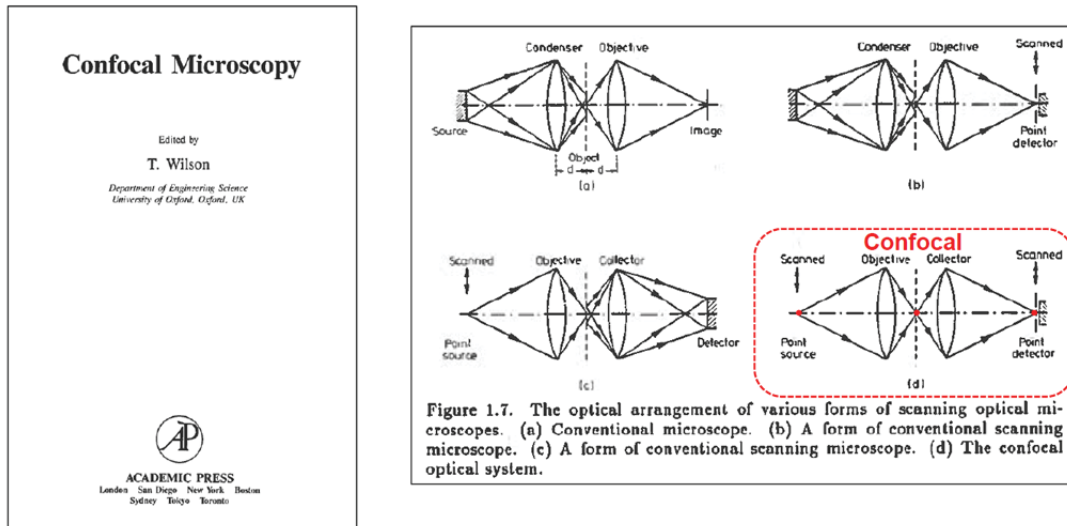 Confocal Microscopy
Edited by
T. Wilson
Department of Engineering Science
University of Oxford, Oxford, UK
AP
ACADEMIC PRESS
London San Diego New York Boston
Sydney Tokyo Toronto
Condenser Objective
Source
Image
Object
d d
(a)
Condenser Objective
Scanned
Point
detector
(b)
Scanned
Objective Collector
Point
source
Detector
(c)
Confocal
Scanned
Objective Collector
Scanned
Point
source
Point
detector
(d)
Figure 1.7. The optical arrangement of various forms of scanning optical mi-
croscopes. (a) Conventional microscope. (b) A form of conventional scanning
microscope. (c) A form of conventional scanning microscope. (d) The confocal
optical system.